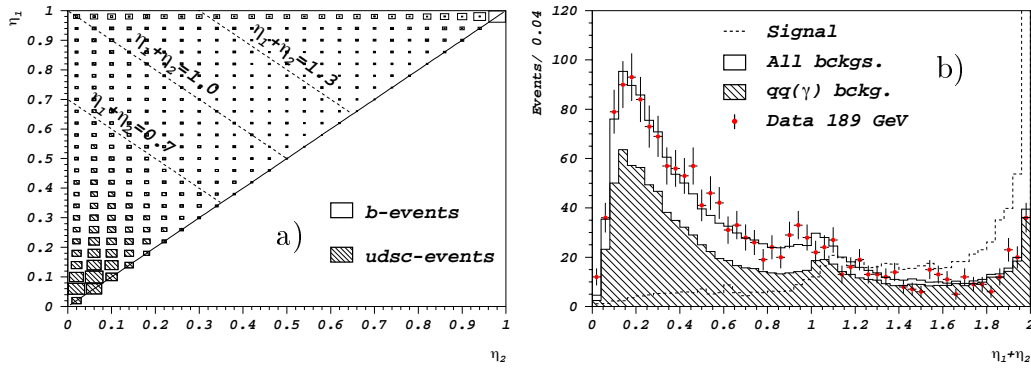 η1
1
0.9
0.8
0.7
0.6
0.5
0.4
0.3
0.2
0.1
0
η1+η2=1.3
η1+η2=1.0
η1+η2=0.7
a)
b-events
udsc-events
0 0.1 0.2 0.3 0.4 0.5 0.6 0.7 0.8 0.9 1
η2
Events/ 0.04
120
100
80
60
40
20
0
Signal
All bckgs.
qq(γ) bckg.
Data 189 GeV
b)
0 0.2 0.4 0.6 0.8 1 1.2 1.4 1.6 1.8 2
η1+η2